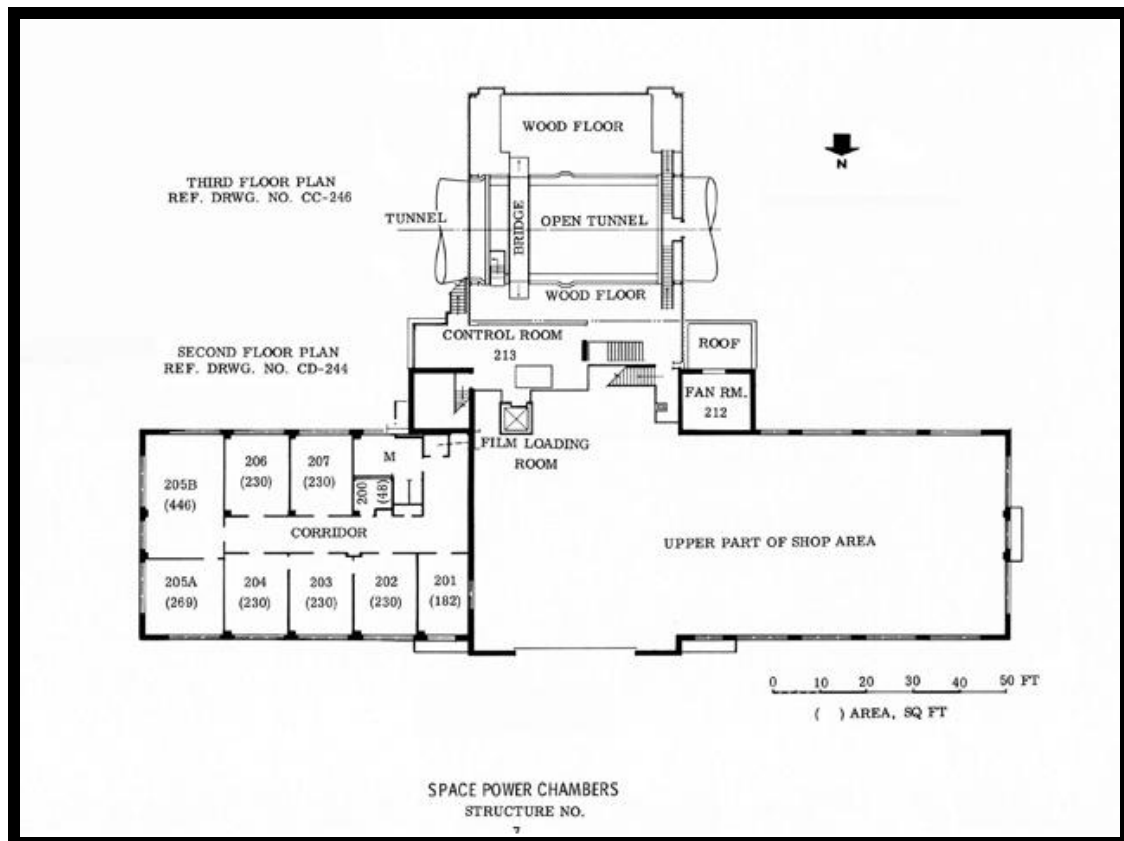 WOOD FLOOR
N
THIRD FLOOR PLAN
REF. DRWG. NO. CC-246
TUNNEL
BRIDGE
OPEN TUNNEL
WOOD FLOOR
CONTROL ROOM
213
ROOF
SECOND FLOOR PLAN
REF. DRWG. NO. CD-244
FAN RM.
212
FILM LOADING
ROOM
M
206
(230)
207
(230)
205B
(446)
200
(48)
CORRIDOR
UPPER PART OF SHOP AREA
205A
(269)
204
(230)
203
(230)
202
(230)
201
(182)
0 10 20 30 40 50 FT
( ) AREA, SQ FT
SPACE POWER CHAMBERS
STRUCTURE NO.
7